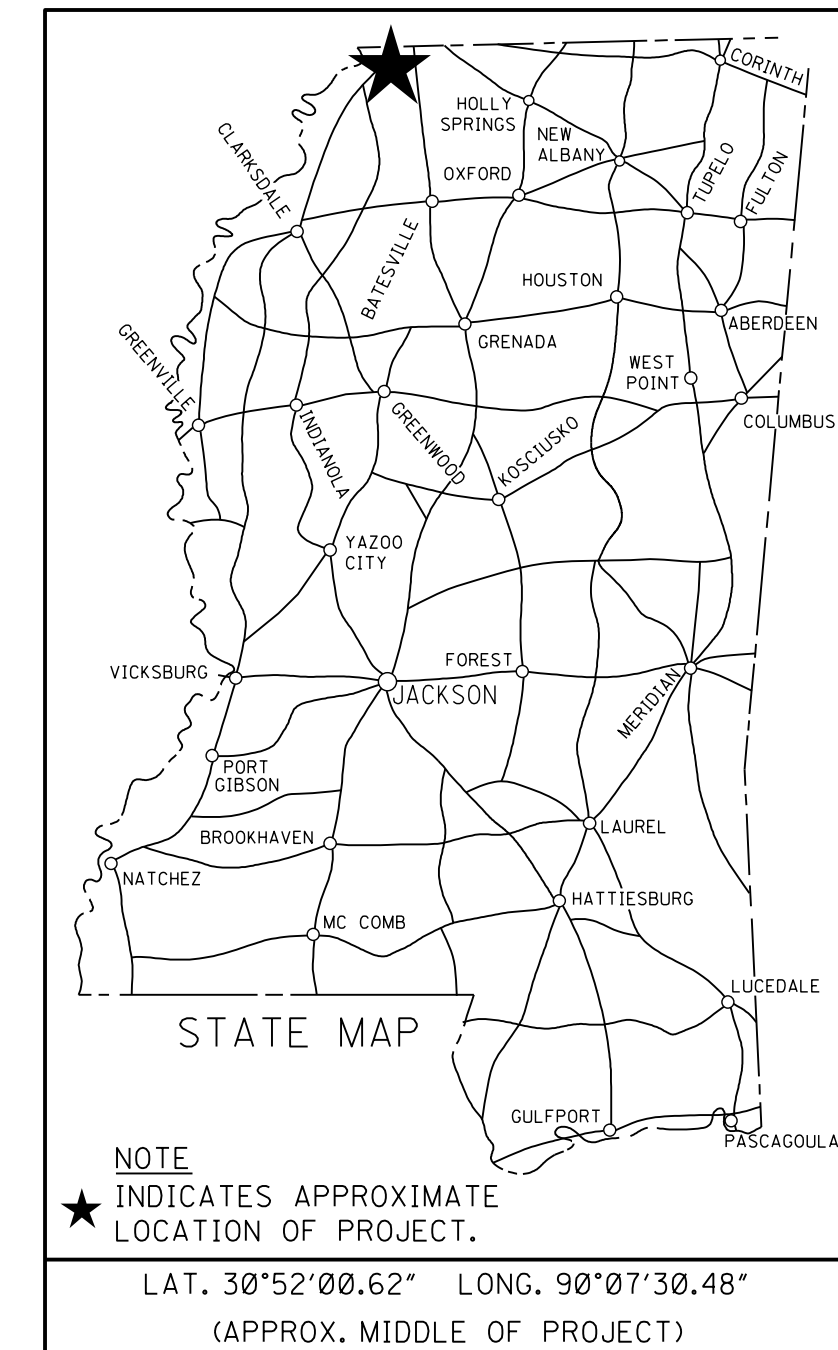 CORINTH
HOLLY
SPRINGS
NEW
ALBANY
CLARKSDALE
OXFORD
TUPELO
FULTON
BATESVILLE
HOUSTON
ABERDEEN
GREENVILLE
GRENADA
WEST
POINT
COLUMBUS
INDIANOLA
GREENWOOD
KOSCIUSKO
YAZOO
CITY
VICKSBURG
FOREST
JACKSON
MERIDIAN
PORT
GIBSON
BROOKHAVEN
LAUREL
NATCHEZ
HATTIESBURG
MC COMB
LUCEDALE
STATE MAP
GULFPORT
PASCAGOULA
NOTE
INDICATES APPROXIMATE
LOCATION OF PROJECT.
LAT. 30°52'00.62" LONG. 90°07'30.48"
(APPROX. MIDDLE OF PROJECT)